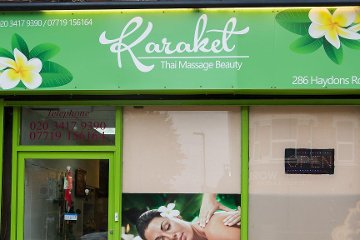 020 3417 9390 / 07719 156164
Karaket
Thai Massage Beauty
286 Haydons Ro
Telephone
020 3417 9390
07719 156164
OPEN